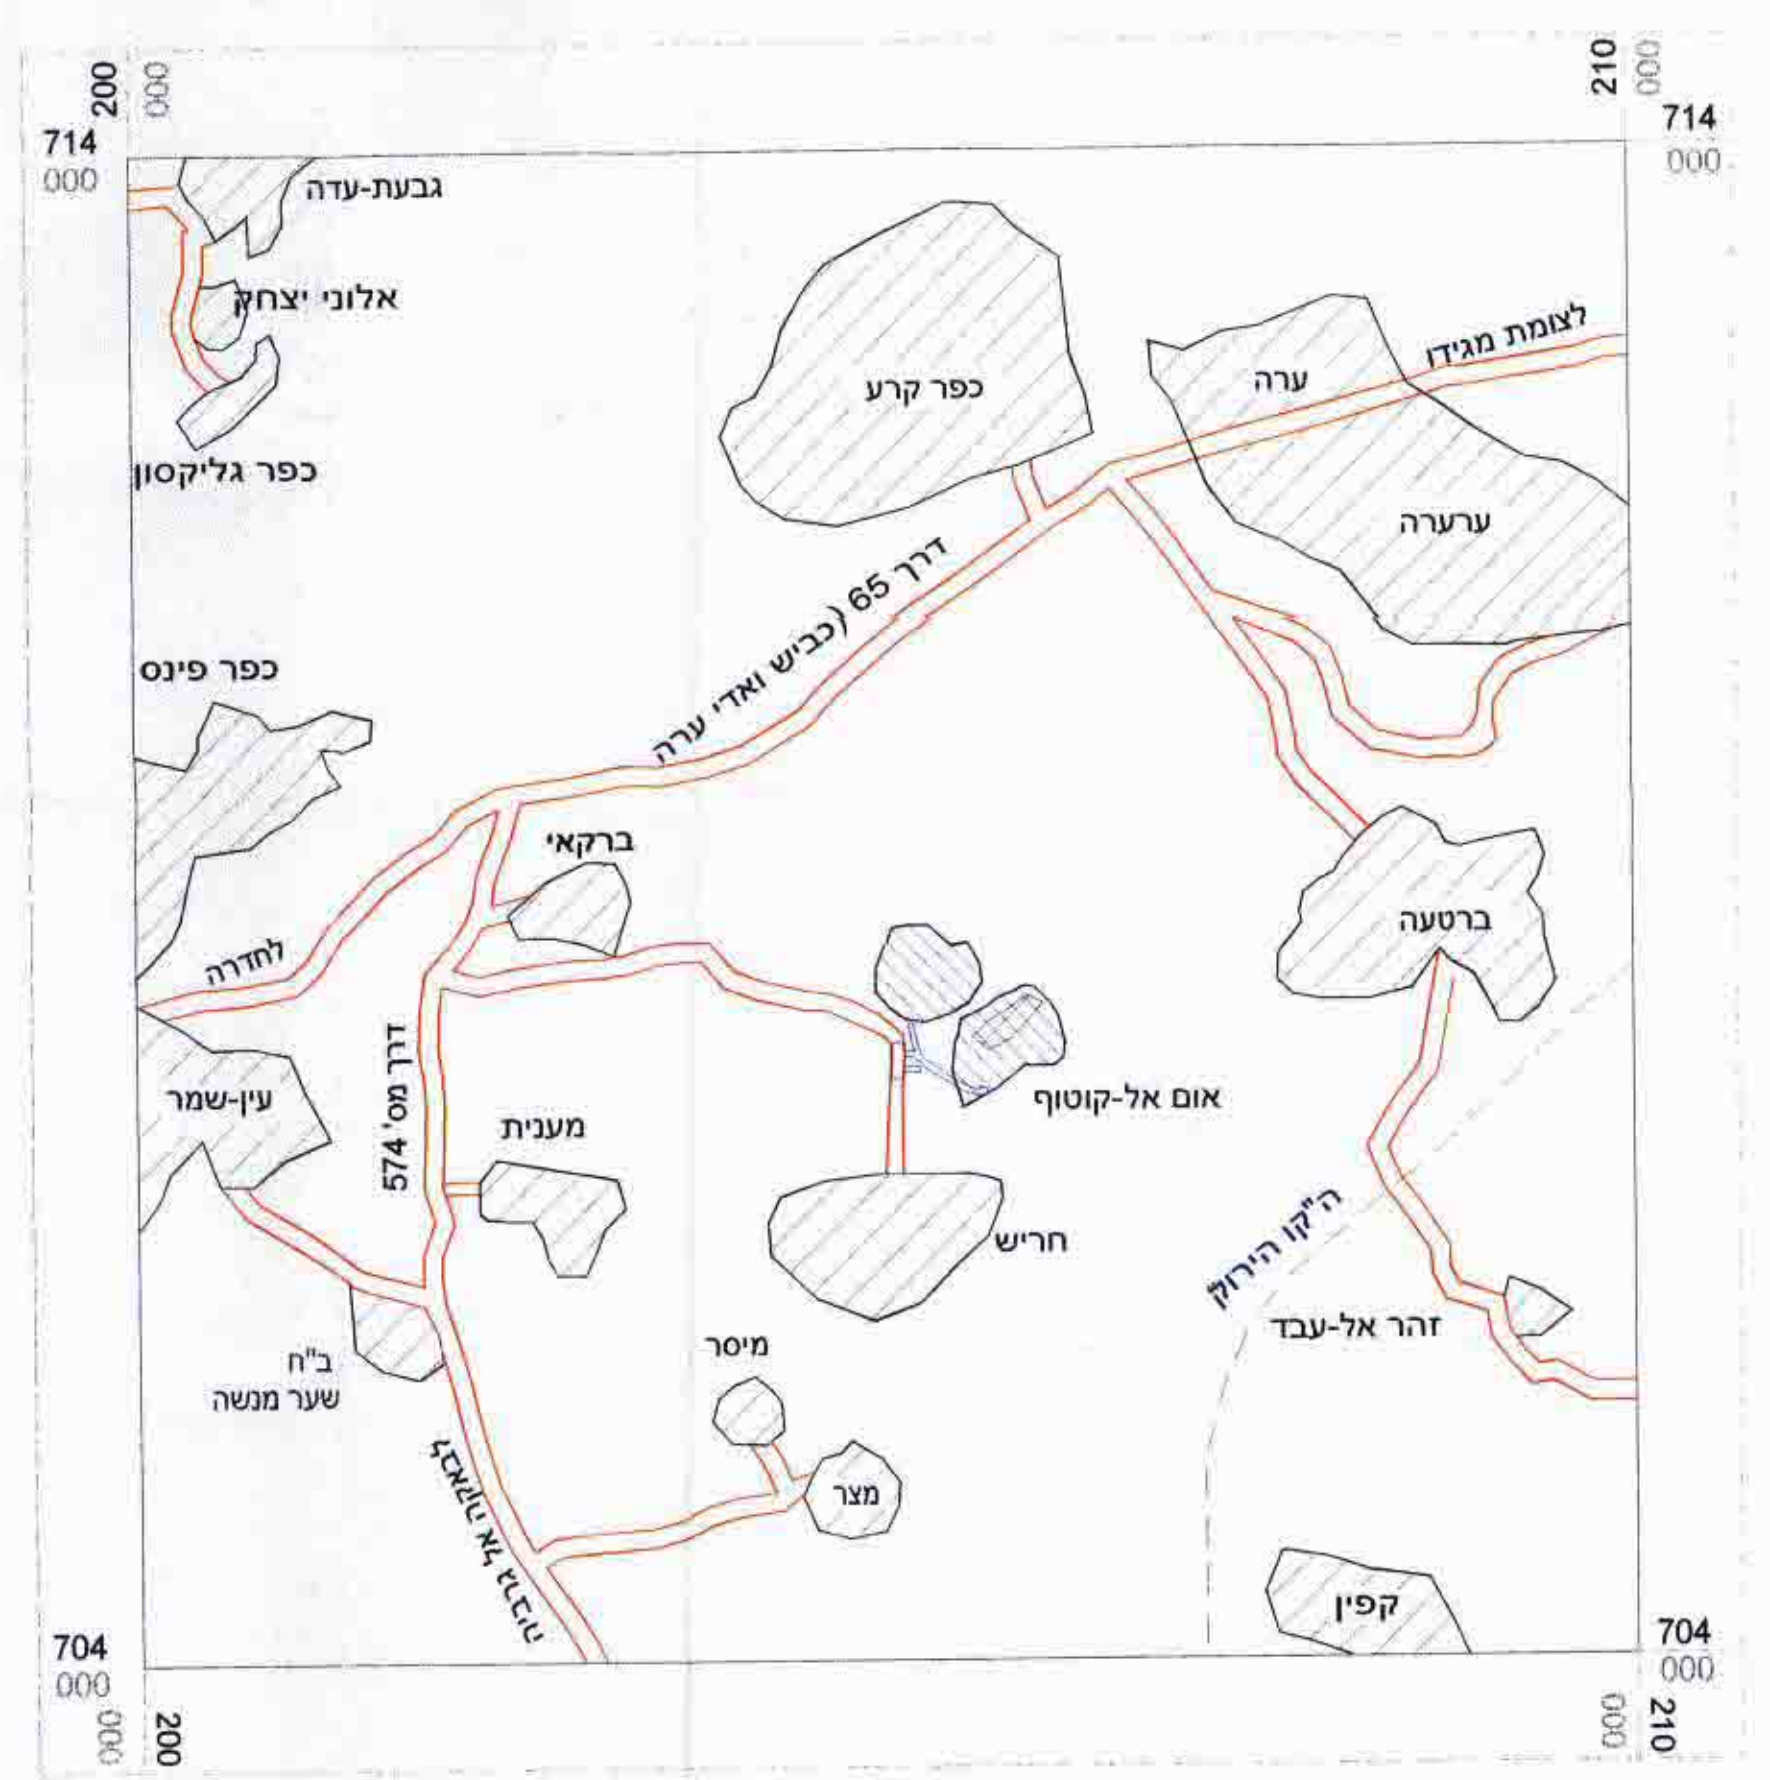 200
000
210
000
714
000
714
000
גבעת-עדה
אלוני יצחק
כפר גליקסון
כפר קרע
ערה
לצומת מגידו
ערערה
דרך 65 (כביש ואדי ערה
כפר פינס
ברקאי
ברטעה
לחדרה
עין-שמר
דרך מס' 574
מענית
אום אל-קוטוף
חריש
ה"קו הירוק
זהר אל-עבד
מיסר
ב"ח
שער מנשה
מצר
לבאקה אל גרביה
קפין
704
000
704
000
000
200
000
210